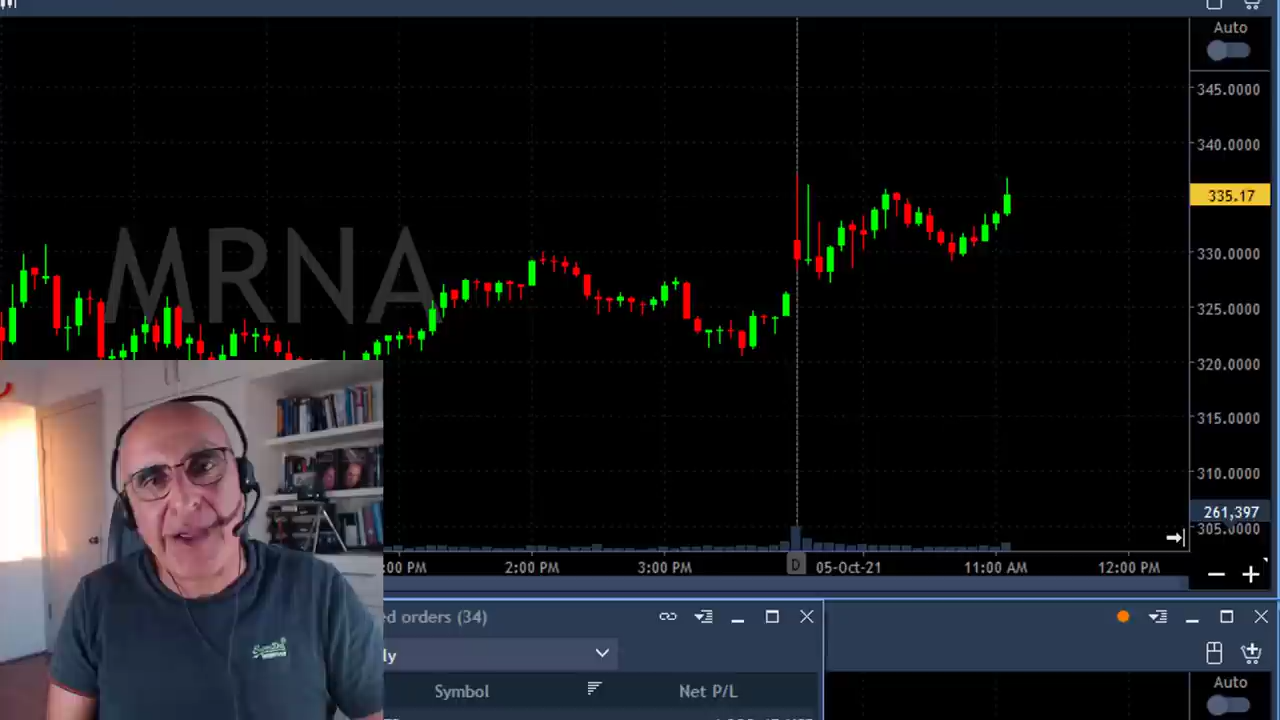 Auto
345.0000
340.0000
335.17
MRNA
330.0000
325.0000
320.0000
315.0000
310.0000
261,397
305.0000
:00 PM 2:00 PM 3:00 PM D 05-Oct-21 11:00 AM 12:00 PM
ed orders (34)
ly
Symbol Net P/L
Auto